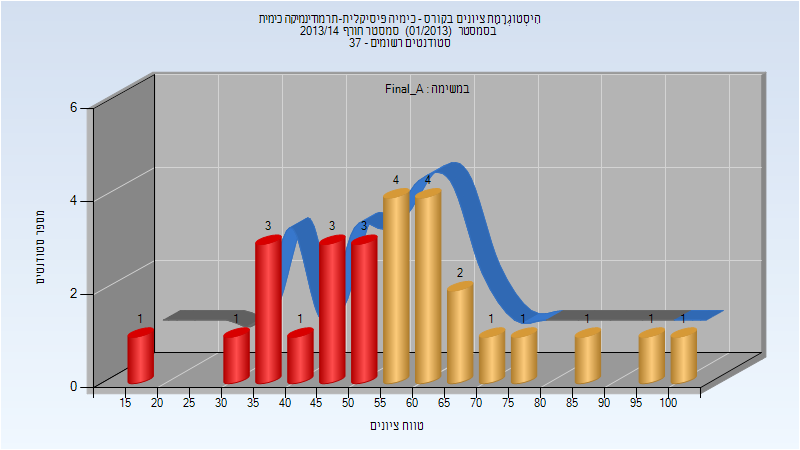 היסטוגרמת ציונים בקורס - כימיה פיסיקלית-תרמודינמיקה כימית
בסמסטר (01/2013) סמסטר חורף 2013/14
סטודנטים רשומים - 37
במשימה : Final_A
6
4
2
0
מספר סטודנטים
1
1
3
1
3
3
4
4
2
1
1
1
1
1
15 20 25 30 35 40 45 50 55 60 65 70 75 80 85 90 95 100
טווח ציונים